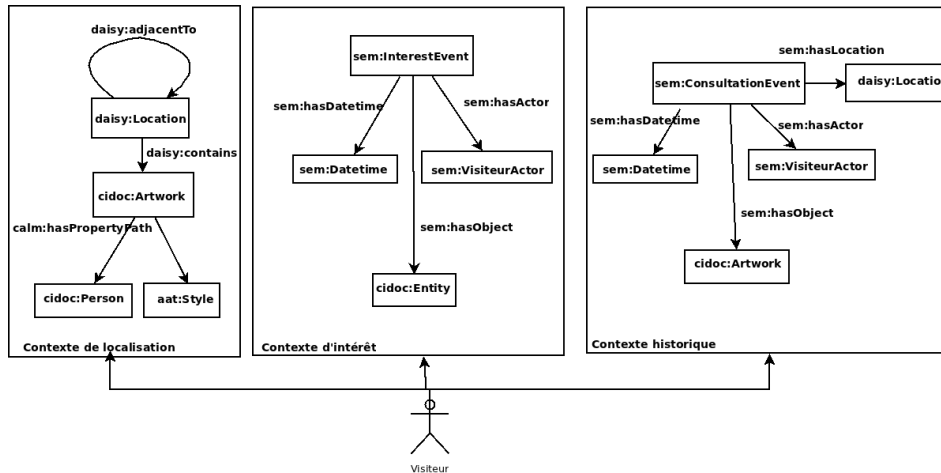 daisy:adjacentTo
daisy:Location
daisy:contains
cidoc:Artwork
calm:hasPropertyPath
cidoc:Person
aat:Style
Contexte de localisation
sem:InterestEvent
sem:hasDatetime
sem:hasActor
sem:Datetime
sem:VisiteurActor
sem:hasObject
cidoc:Entity
Contexte d'intérêt
sem:hasLocation
sem:ConsultationEvent
daisy:Locatio
sem:hasDatetime
sem:hasActor
sem:Datetime
sem:VisiteurActor
sem:hasObject
cidoc:Artwork
Contexte historique
Visiteur